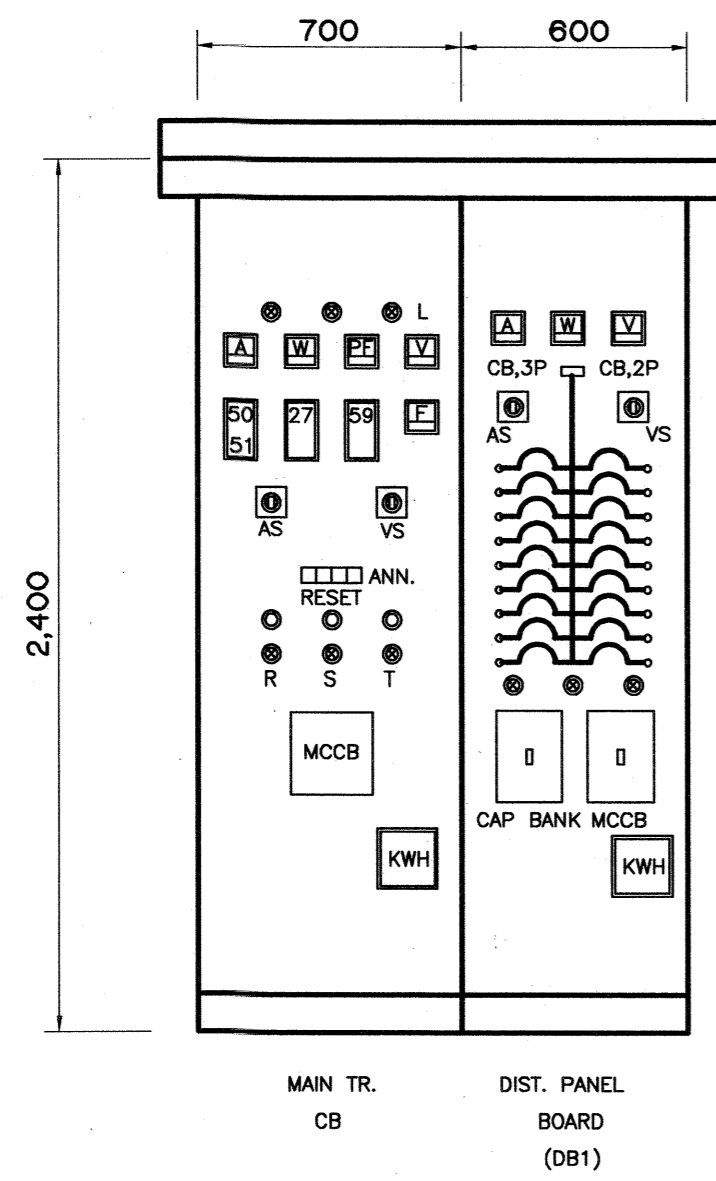 700 600
2,400
L
A W PF V
50 27 59 F
51
AS VS
ANN.
RESET
R S T
MCCB
KWH
A W V
CB,3P CB,2P
AS VS
CAP BANK MCCB
KWH
MAIN TR.
CB
DIST. PANEL
BOARD
(DB1)